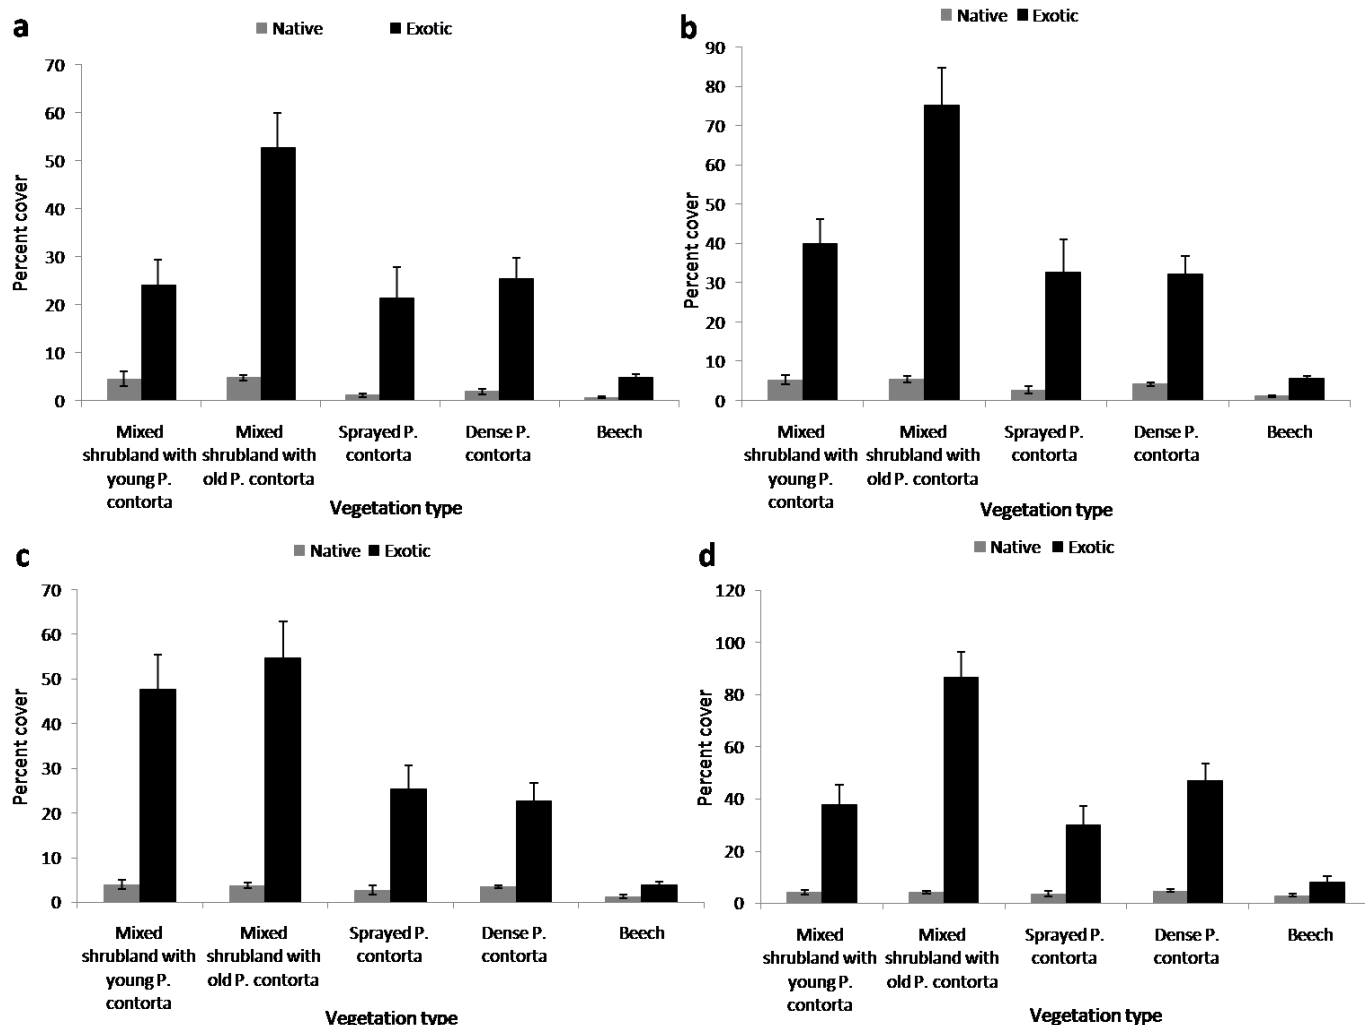 a
Native Exotic
70
60
50
40
30
20
10
0
Percent cover
Mixed shrubland with young P. contorta
Mixed shrubland with old P. contorta
Sprayed P. contorta
Dense P. contorta
Beech
Vegetation type
b
Native Exotic
90
80
70
60
50
40
30
20
10
0
Percent cover
Mixed shrubland with young P. contorta
Mixed shrubland with old P. contorta
Sprayed P. contorta
Dense P. contorta
Beech
Vegetation type
c
Native Exotic
70
60
50
40
30
20
10
0
Percent cover
Mixed shrubland with young P. contorta
Mixed shrubland with old P. contorta
Sprayed P. contorta
Dense P. contorta
Beech
Vegetation type
d
Native Exotic
120
100
80
60
40
20
0
Percent cover
Mixed shrubland with young P. contorta
Mixed shrubland with old P. contorta
Sprayed P. contorta
Dense P. contorta
Beech
Vegetation type